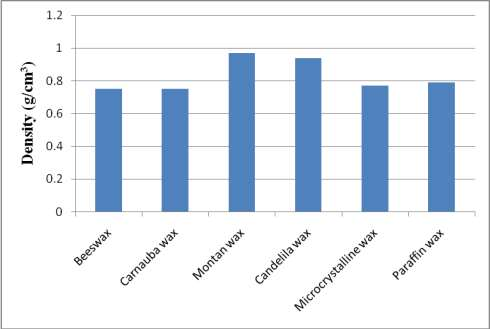 1.2
1
0.8
0.6
0.4
0.2
0
Density (g/cm³)
Beeswax
Carnauba wax
Montan wax
Candelila wax
Microcrystalline wax
Paraffin wax